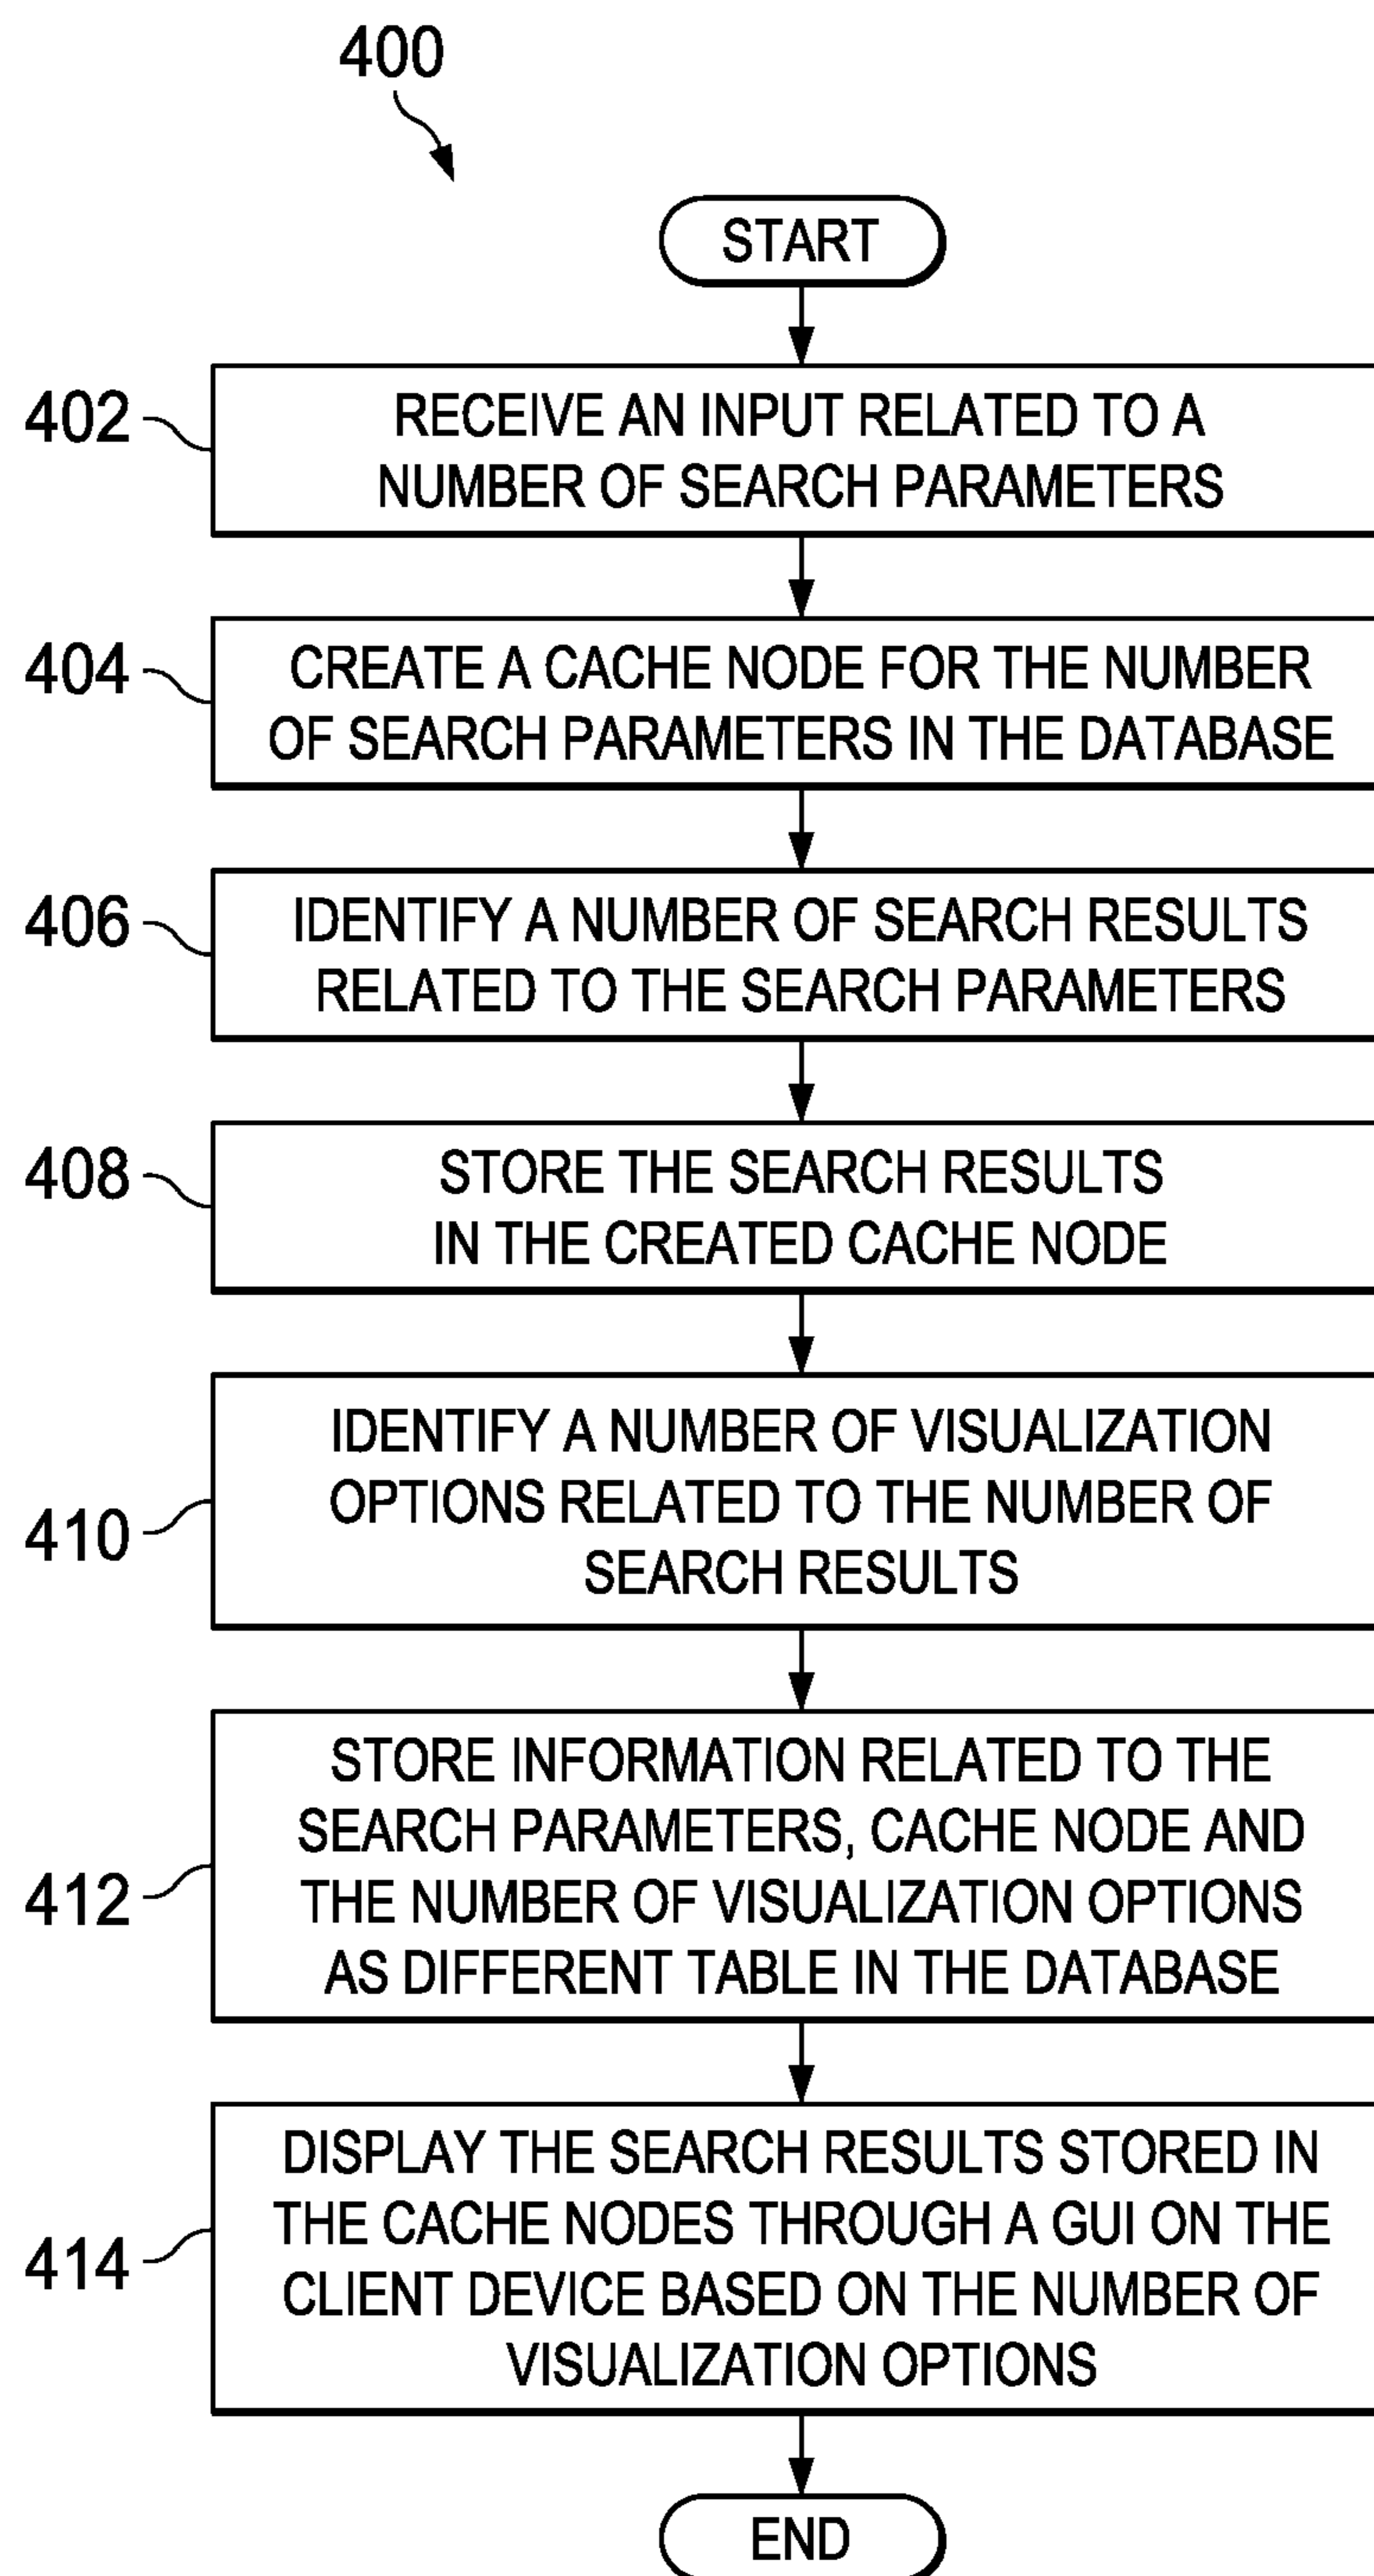 400
START
402
RECEIVE AN INPUT RELATED TO A
NUMBER OF SEARCH PARAMETERS
404
CREATE A CACHE NODE FOR THE NUMBER
OF SEARCH PARAMETERS IN THE DATABASE
406
IDENTIFY A NUMBER OF SEARCH RESULTS
RELATED TO THE SEARCH PARAMETERS
408
STORE THE SEARCH RESULTS
IN THE CREATED CACHE NODE
410
IDENTIFY A NUMBER OF VISUALIZATION
OPTIONS RELATED TO THE NUMBER OF
SEARCH RESULTS
412
STORE INFORMATION RELATED TO THE
SEARCH PARAMETERS, CACHE NODE AND
THE NUMBER OF VISUALIZATION OPTIONS
AS DIFFERENT TABLE IN THE DATABASE
414
DISPLAY THE SEARCH RESULTS STORED IN
THE CACHE NODES THROUGH A GUI ON THE
CLIENT DEVICE BASED ON THE NUMBER OF
VISUALIZATION OPTIONS
END